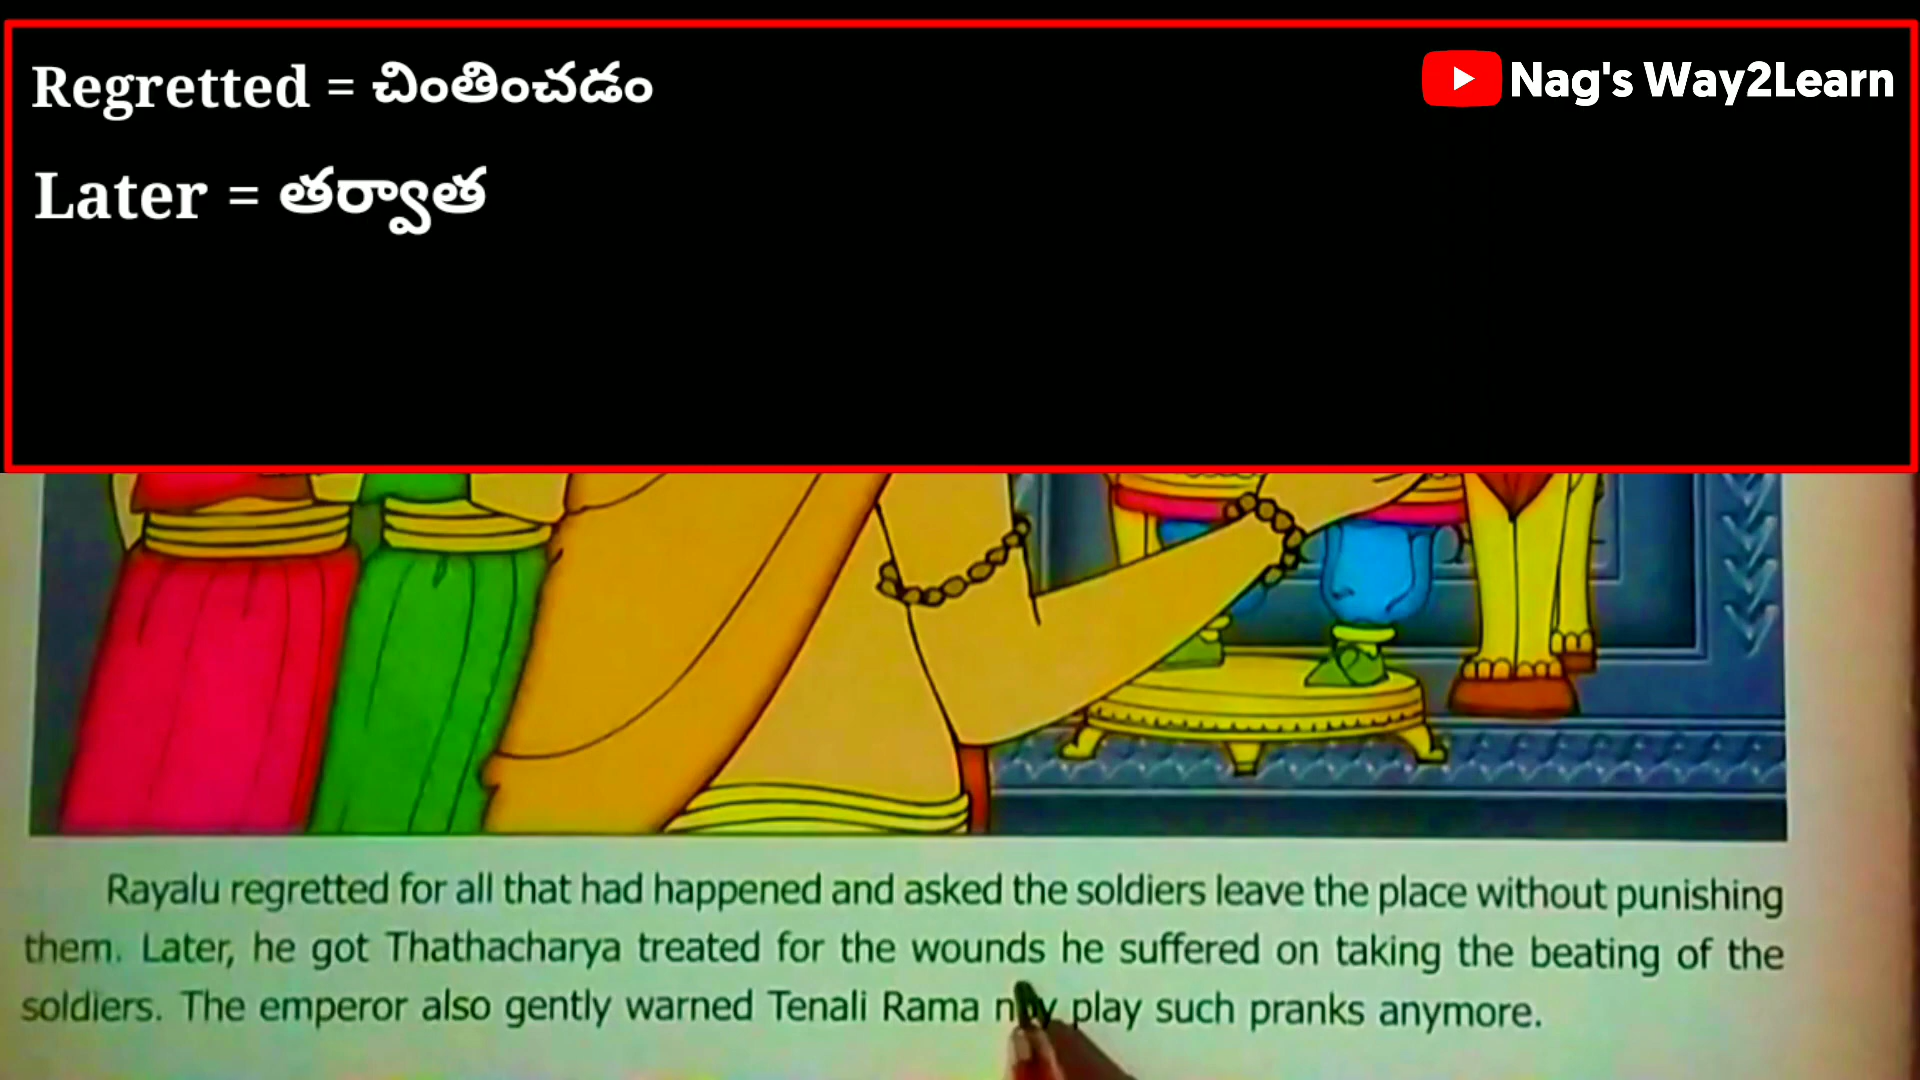 Regretted = చింతించడం
Nag's Way2Learn
Later = తర్వాత
Rayalu regretted for all that had happened and asked the soldiers leave the place without punishing
them. Later, he got Thathacharya treated for the wounds he suffered on taking the beating of the
soldiers. The emperor also gently warned Tenali Rama play such pranks anymore.